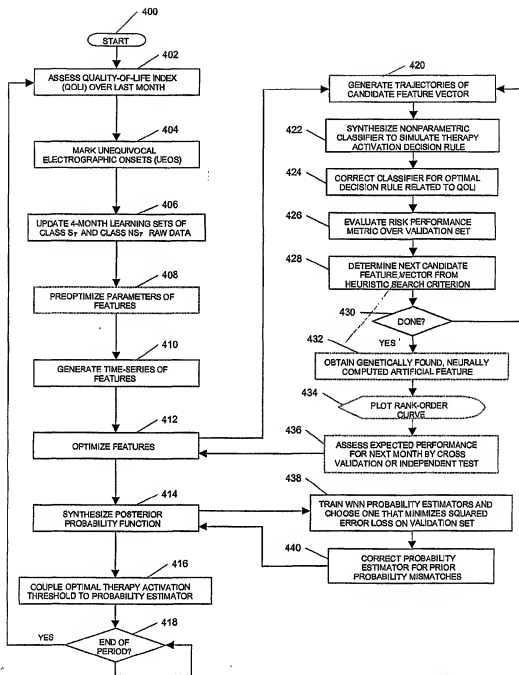 400
START
402
ASSESS QUALITY-OF-LIFE INDEX
(QOLI) OVER LAST MONTH
404
MARK UNEQUIVOCAL
ELECTROGRAPHIC ONSETS (UEOS)
406
UPDATE 4-MONTH LEARNING SETS OF
CLASS ST AND CLASS NST RAW DATA
408
PREOPTIMIZE PARAMETERS OF
FEATURES
410
GENERATE TIME-SERIES OF
FEATURES
412
OPTIMIZE FEATURES
414
SYNTHESIZE POSTERIOR
PROBABILITY FUNCTION
416
COUPLE OPTIMAL THERAPY ACTIVATION
THRESHOLD TO PROBABILITY ESTIMATOR
418
YES
END OF
PERIOD?
420
GENERATE TRAJECTORIES OF
CANDIDATE FEATURE VECTOR
422
SYNTHESIZE NONPARAMETRIC
CLASSIFIER TO SIMULATE THERAPY
ACTIVATION DECISION RULE
424
CORRECT CLASSIFIER FOR OPTIMAL
DECISION RULE RELATED TO QOLI
426
EVALUATE RISK PERFORMANCE
METRIC OVER VALIDATION SET
428
DETERMINE NEXT CANDIDATE
FEATURE VECTOR FROM
HEURISTIC SEARCH CRITERION
430
DONE?
YES
432
OBTAIN GENETICALLY FOUND, NEURALLY
COMPUTED ARTIFICIAL FEATURE
434
PLOT RANK-ORDER
CURVE
436
ASSESS EXPECTED PERFORMANCE
FOR NEXT MONTH BY CROSS
VALIDATION OR INDEPENDENT TEST
438
TRAIN WNN PROBABILITY ESTIMATORS AND
CHOOSE ONE THAT MINIMIZES SQUARED
ERROR LOSS ON VALIDATION SET
440
CORRECT PROBABILITY
ESTIMATOR FOR PRIOR
PROBABILITY MISMATCHES